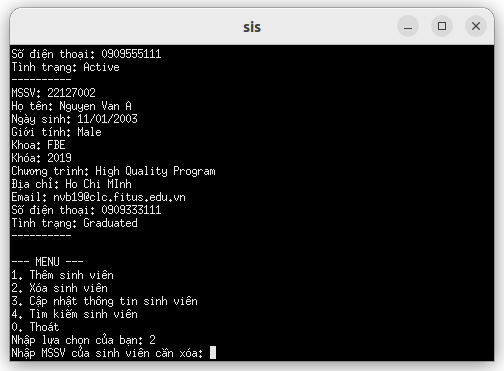 sis
Số điện thoại: 0909555111
Tình trạng: Active
----------
MSSV: 22127002
Họ tên: Nguyen Van A
Ngày sinh: 11/01/2003
Giới tính: Male
Khoa: FBE
Khóa: 2019
Chương trình: High Quality Program
Địa chỉ: Ho Chi MInh
Email: nvb19@clc.fitus.edu.vn
Số điện thoại: 0909333111
Tình trạng: Graduated
----------
--- MENU ---
1. Thêm sinh viên
2. Xóa sinh viên
3. Cập nhật thông tin sinh viên
4. Tìm kiếm sinh viên
0. Thoát
Nhập lựa chọn của bạn: 2
Nhập MSSV của sinh viên cần xóa: